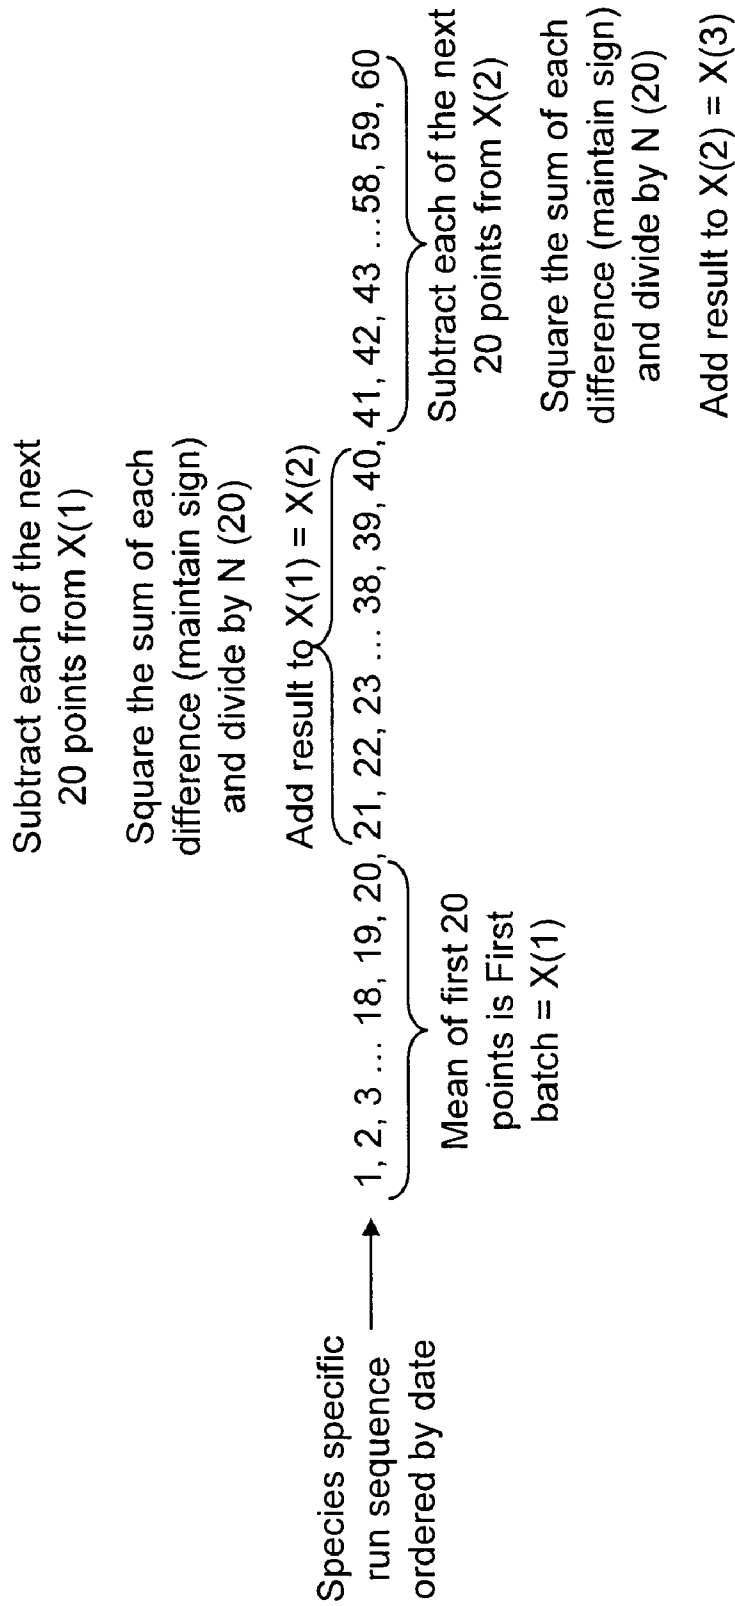 Species specific
run sequence
ordered by date
1, 2, 3 ... 18, 19, 20, 21, 22, 23 ... 38, 39, 40, 41, 42, 43 ...58, 59, 60
Mean of first 20
points is First
batch = X(1)
Subtract each of the next
20 points from X(1)
Square the sum of each
difference (maintain sign)
and divide by N (20)
Add result to X(1) = X(2)
Subtract each of the next
20 points from X(2)
Square the sum of each
difference (maintain sign)
and divide by N (20)
Add result to X(2) = X(3)